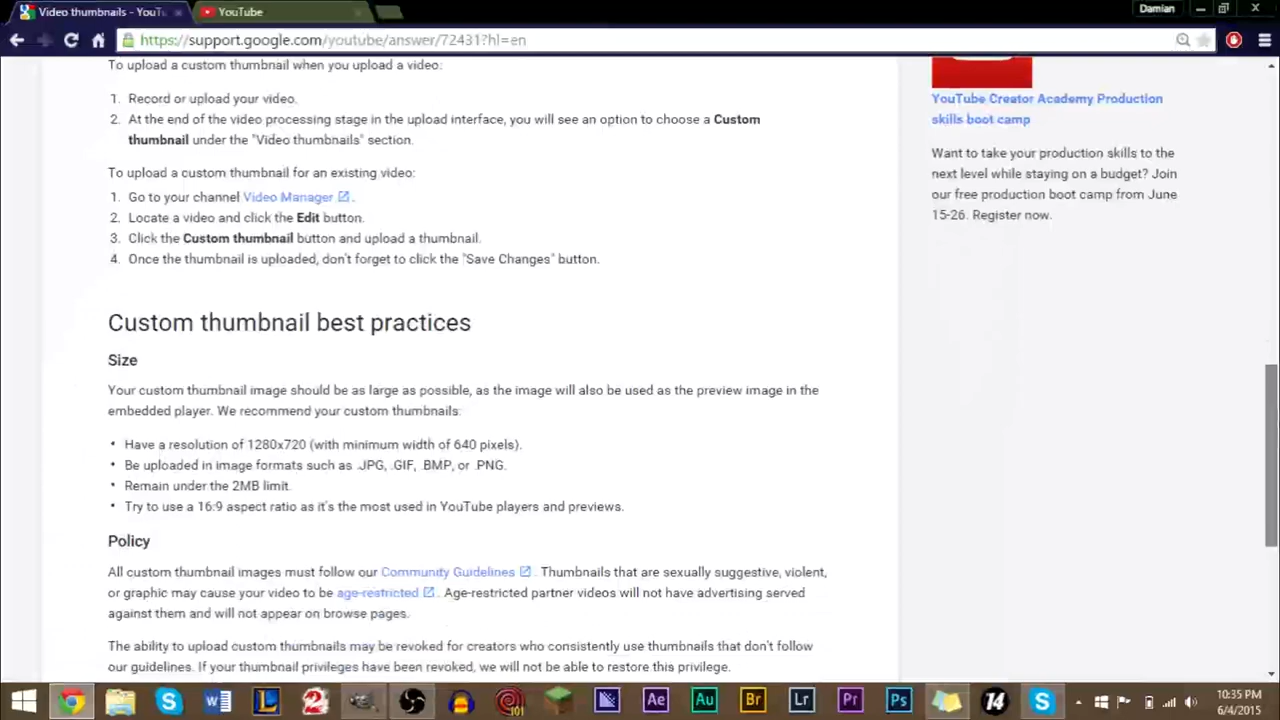 Video thumbnails - YouTu
YouTube
Damian
https://support.google.com/youtube/answer/72431?hl=en
To upload a custom thumbnail when you upload a video:
1. Record or upload your video.
2. At the end of the video processing stage in the upload interface, you will see an option to choose a Custom
thumbnail under the "Video thumbnails" section.
To upload a custom thumbnail for an existing video:
1. Go to your channel Video Manager .
2. Locate a video and click the Edit button.
3. Click the Custom thumbnail button and upload a thumbnail.
4. Once the thumbnail is uploaded, don't forget to click the "Save Changes" button.
Custom thumbnail best practices
Size
Your custom thumbnail image should be as large as possible, as the image will also be used as the preview image in the
embedded player. We recommend your custom thumbnails:
• Have a resolution of 1280x720 (with minimum width of 640 pixels).
• Be uploaded in image formats such as .JPG, .GIF, .BMP, or .PNG.
• Remain under the 2MB limit.
• Try to use a 16:9 aspect ratio as it's the most used in YouTube players and previews.
Policy
All custom thumbnail images must follow our Community Guidelines . Thumbnails that are sexually suggestive, violent,
or graphic may cause your video to be age-restricted . Age-restricted partner videos will not have advertising served
against them and will not appear on browse pages.
The ability to upload custom thumbnails may be revoked for creators who consistently use thumbnails that don't follow
our guidelines. If your thumbnail privileges have been revoked, we will not be able to restore this privilege.
YouTube Creator Academy Production
skills boot camp
Want to take your production skills to the
next level while staying on a budget? Join
our free production boot camp from June
15-26. Register now.
101
Ae
Au
Br
Lr
Pr
Ps
14
10:35 PM
6/4/2015